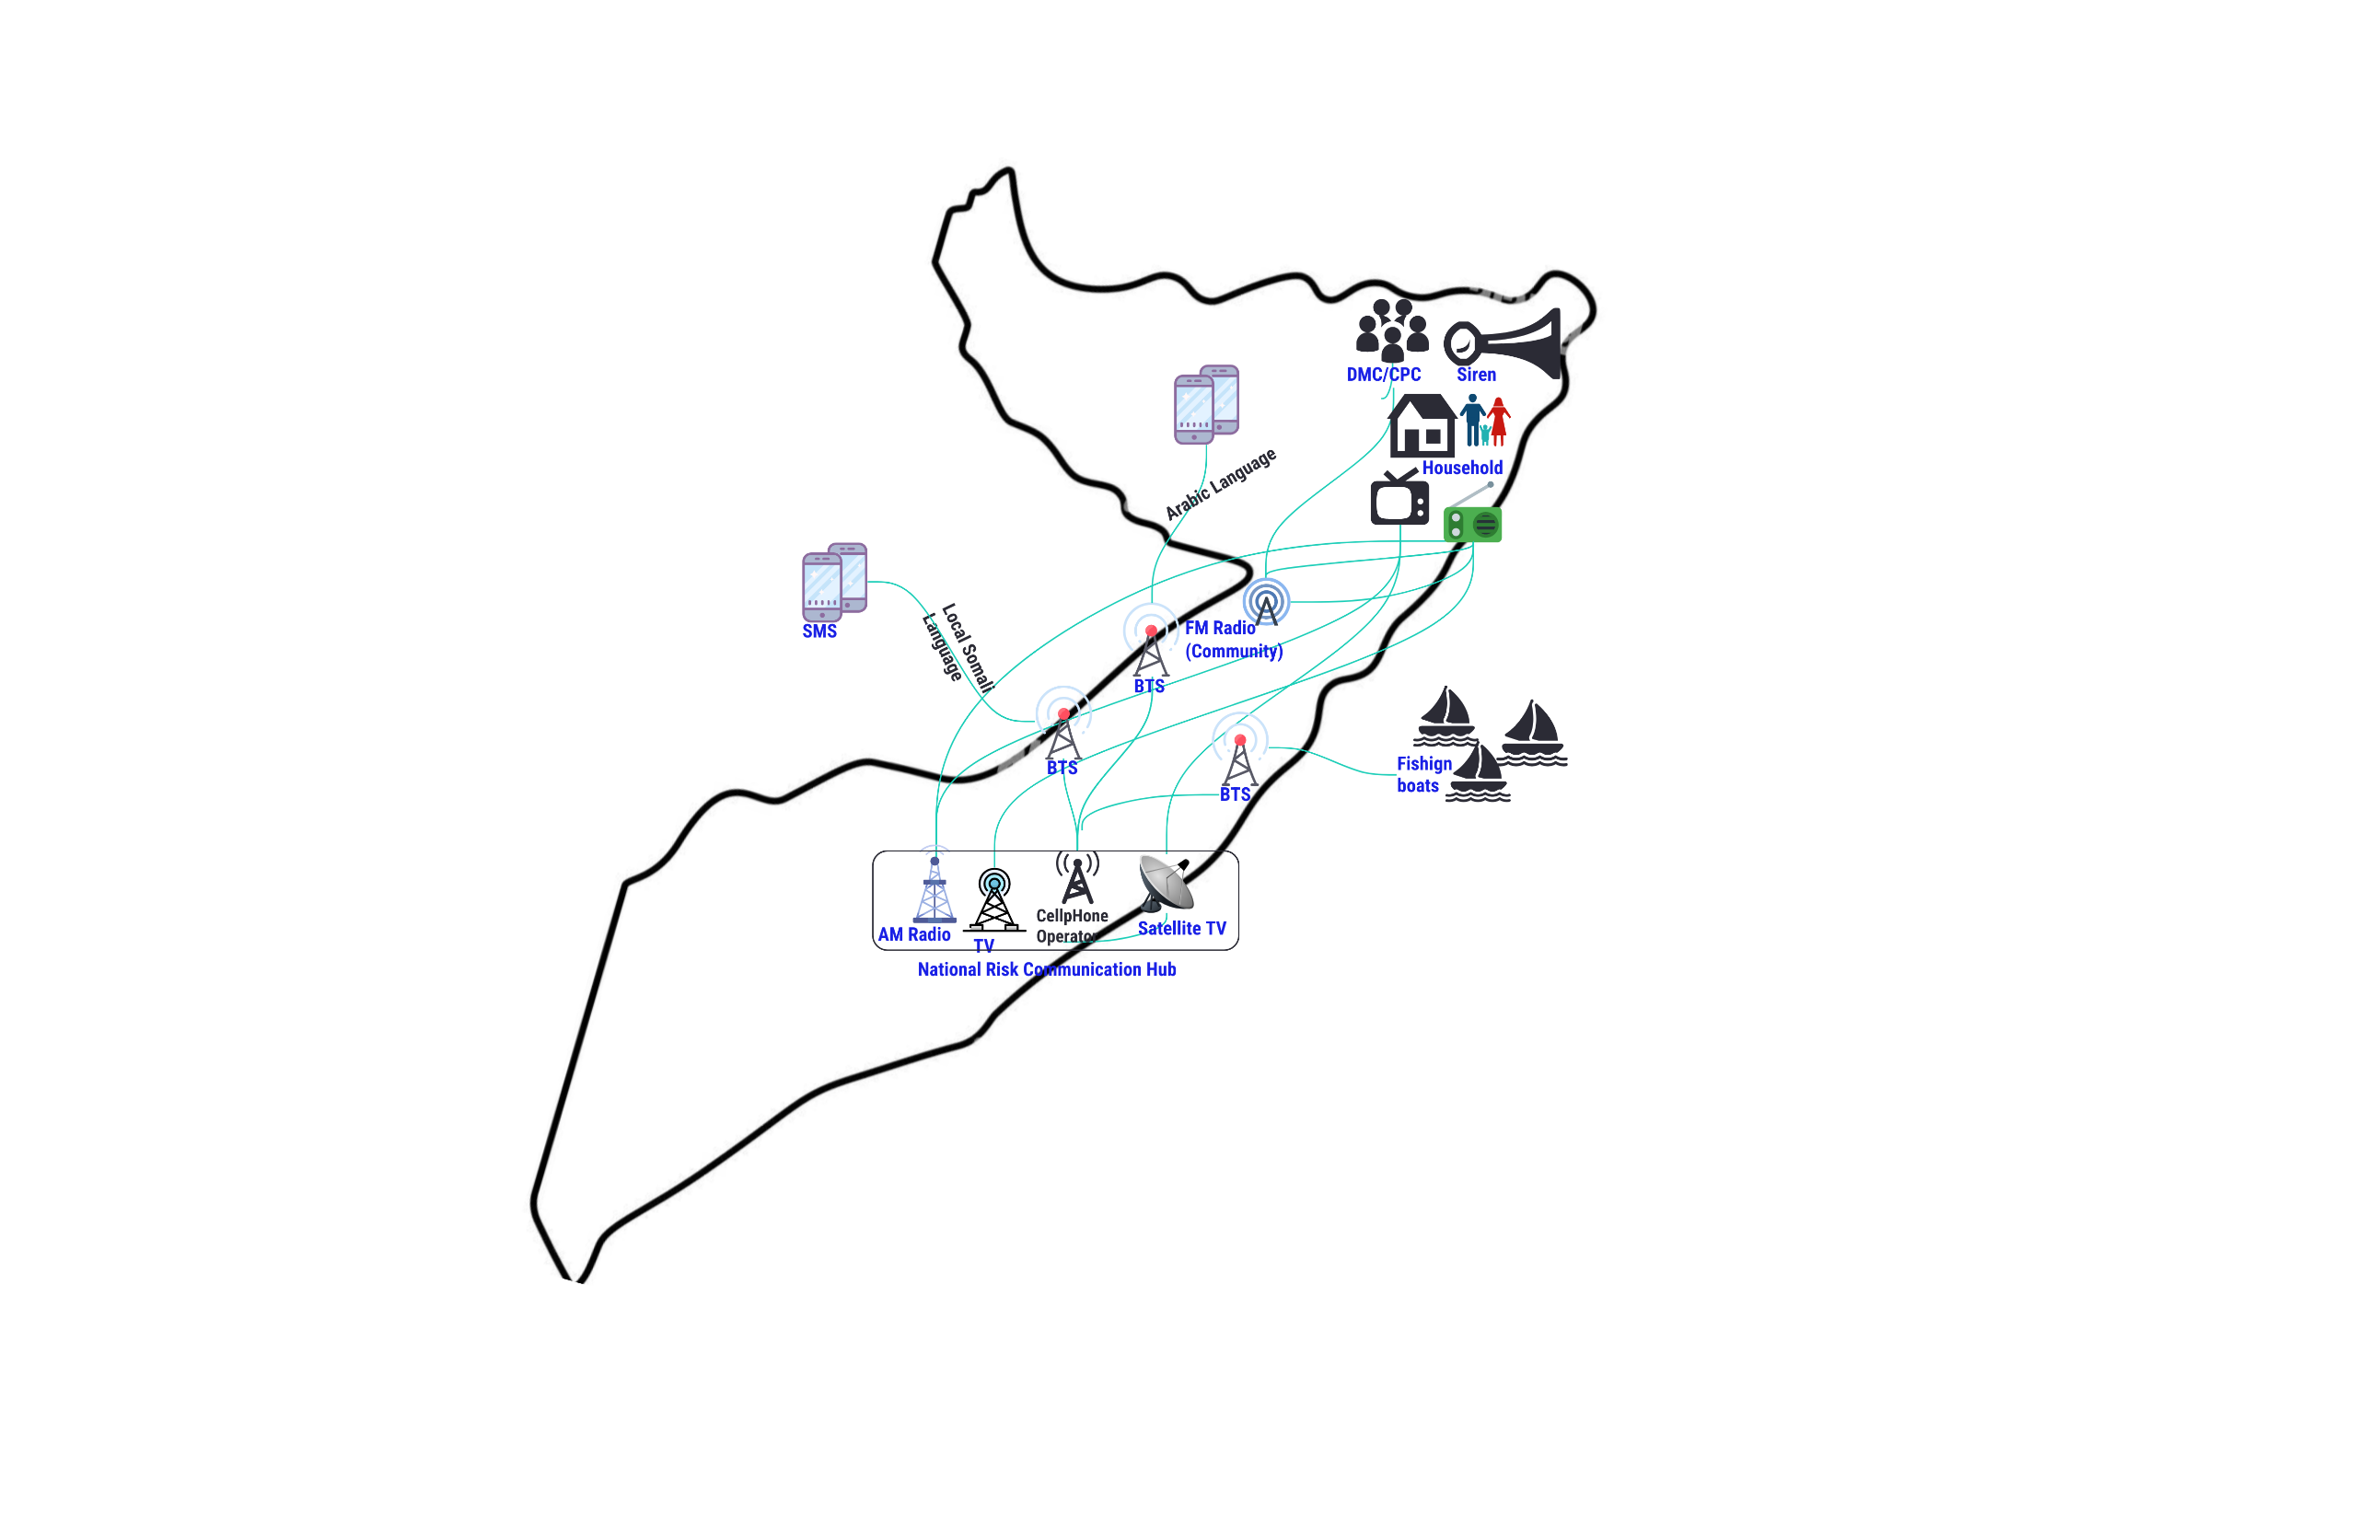 DMC/CPC
Siren
Household
Arabic Language
SMS
Local Somali
Language
FM Radio
(Community)
BTS
BTS
BTS
Fishign
boats
CellpHone
Operator
AM Radio
TV
Satellite TV
National Risk Communication Hub